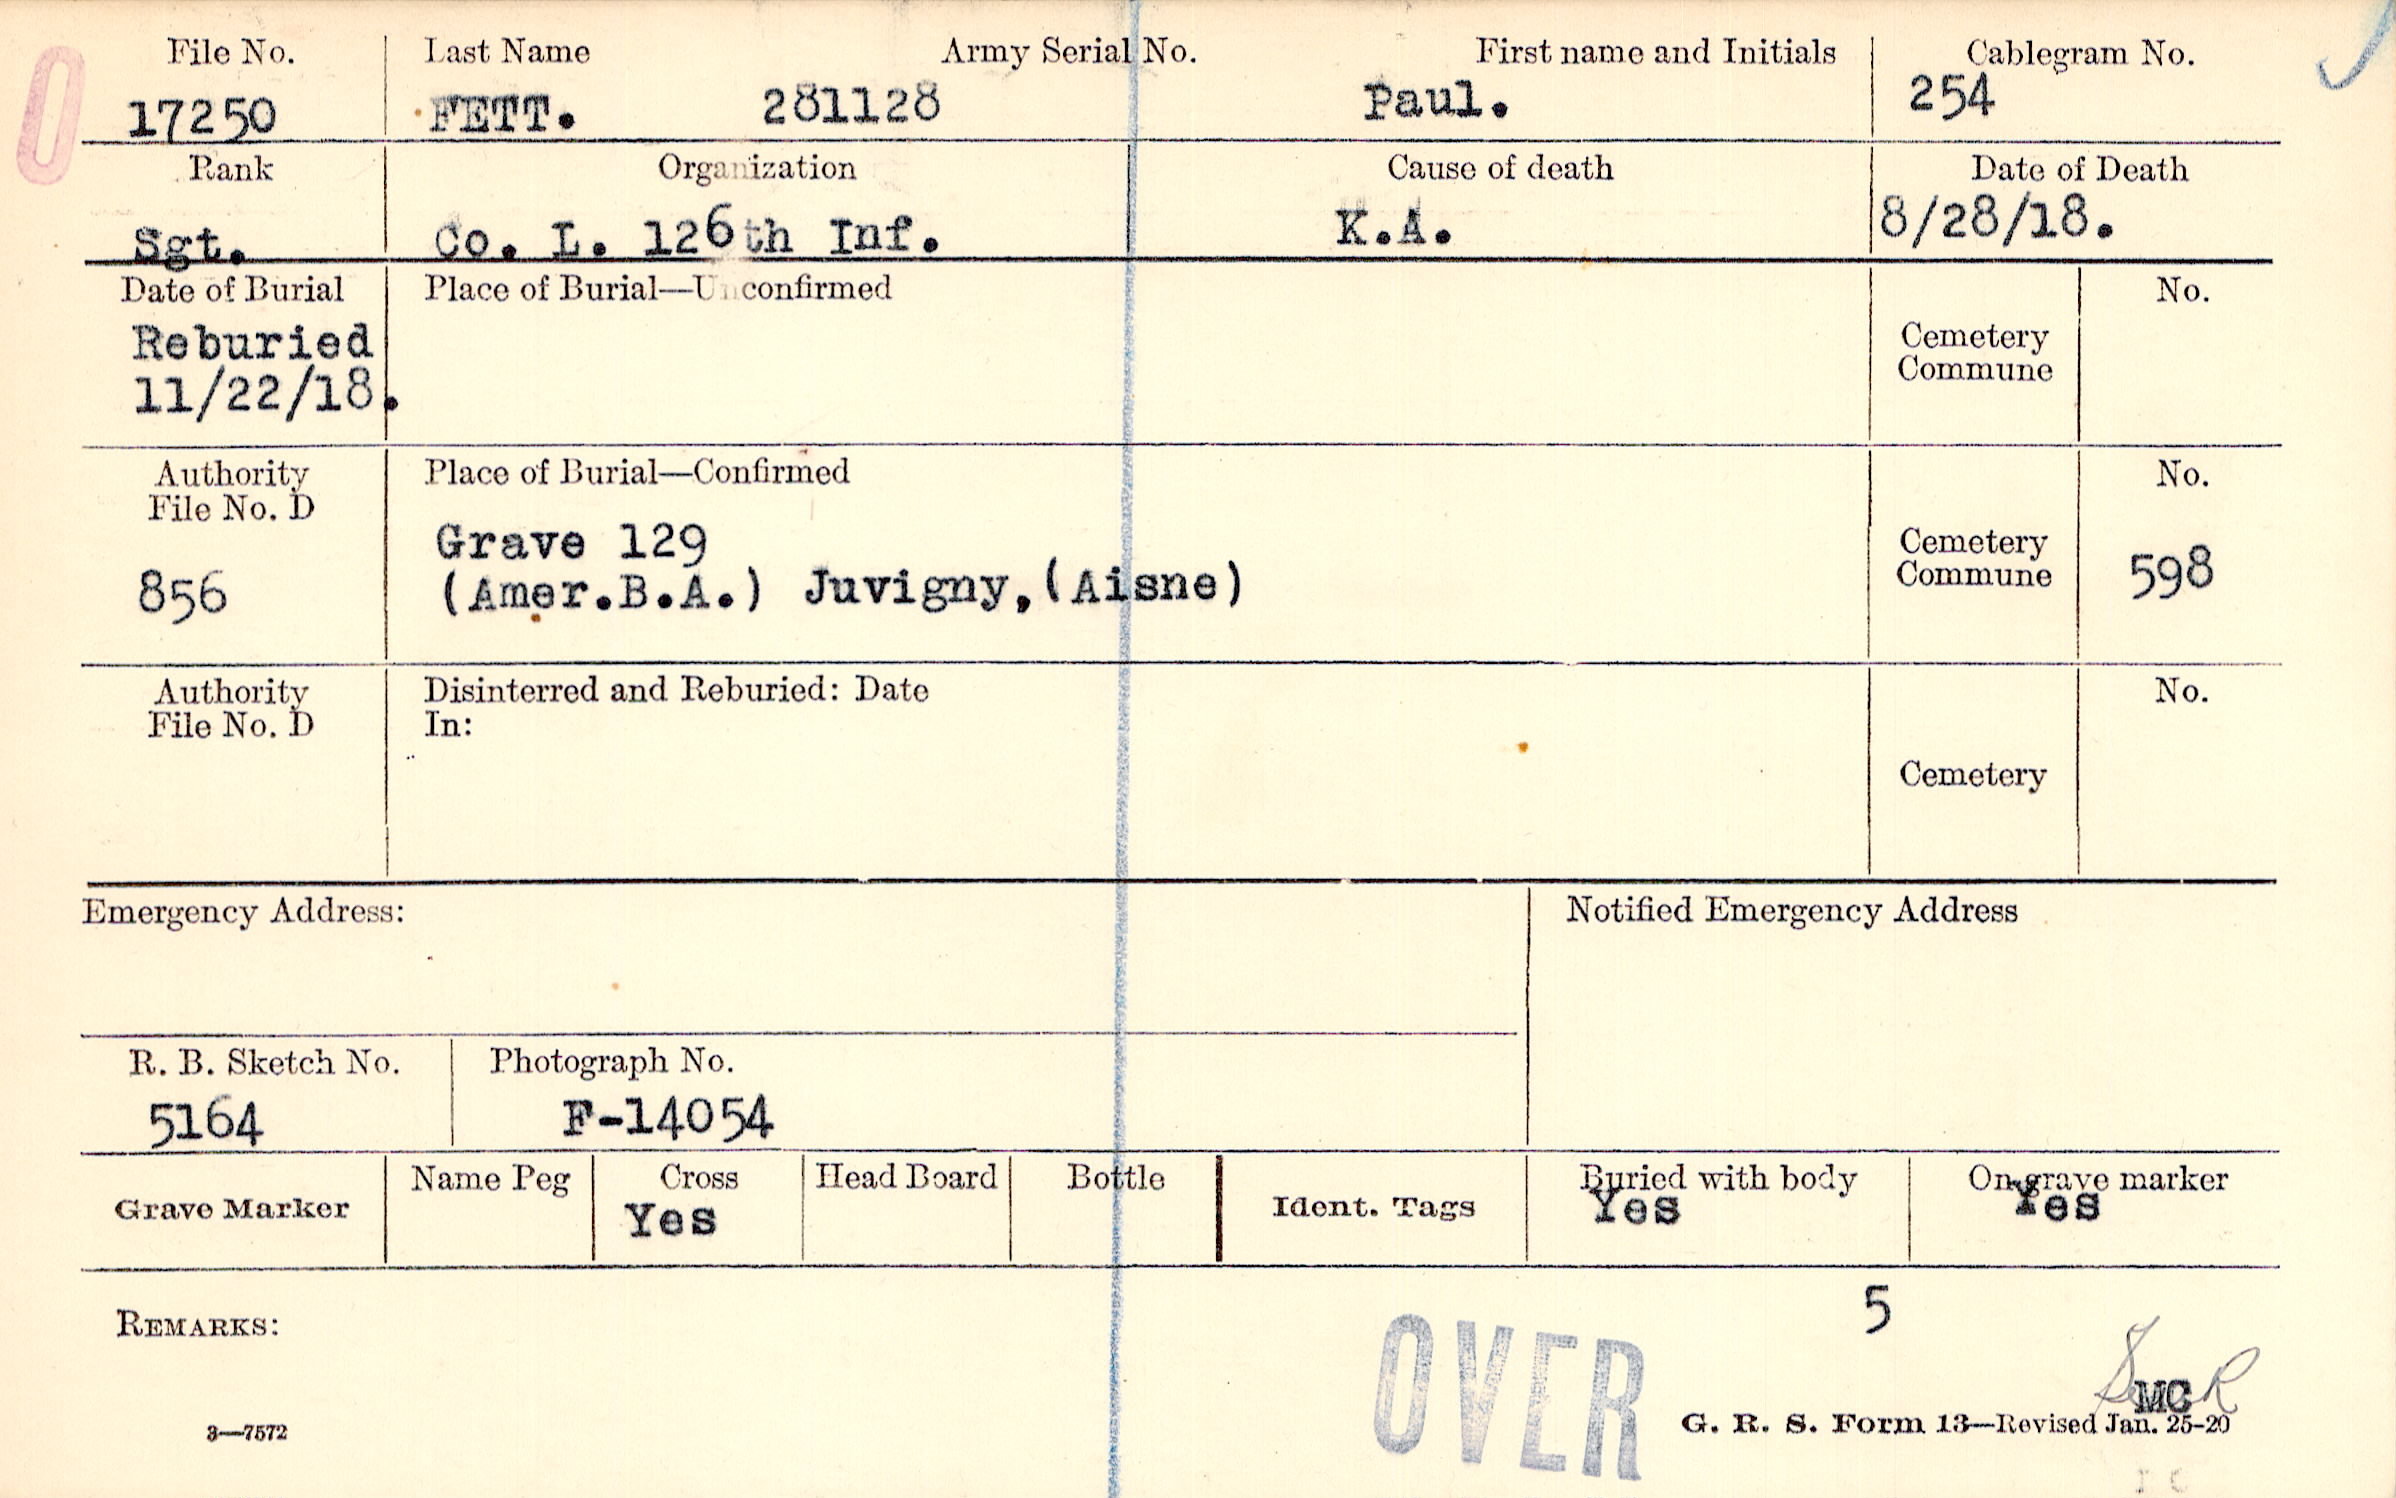 File No. Last Name Army Serial No. First name and Initials Cablegram No.
17250 FETT. 281128 Paul. 254
Rank Organization Cause of death Date of Death
Sgt. Co. L. 126th Inf. K.A. 8/28/18.
Date of Burial Place of Burial—Unconfirmed No.
Reburied
11/22/18.
Cemetery
Commune
Authority
File No. D
Place of Burial—Confirmed No.
856
Grave 129
(Amer.B.A.) Juvigny,(Aisne)
Cemetery
Commune
598
Authority
File No. D
Disinterred and Reburied: Date
In:
No.
Cemetery
Emergency Address: Notified Emergency Address
R. B. Sketch No. Photograph No.
5164 F-14054
Grave Marker Name Peg Cross Head Board Bottle Ident. Tags Buried with body On grave marker
Yes Yes Yes
5
REMARKS:
OVER
MC
3—7572
G. R. S. Form 13—Revised Jan. 25-20